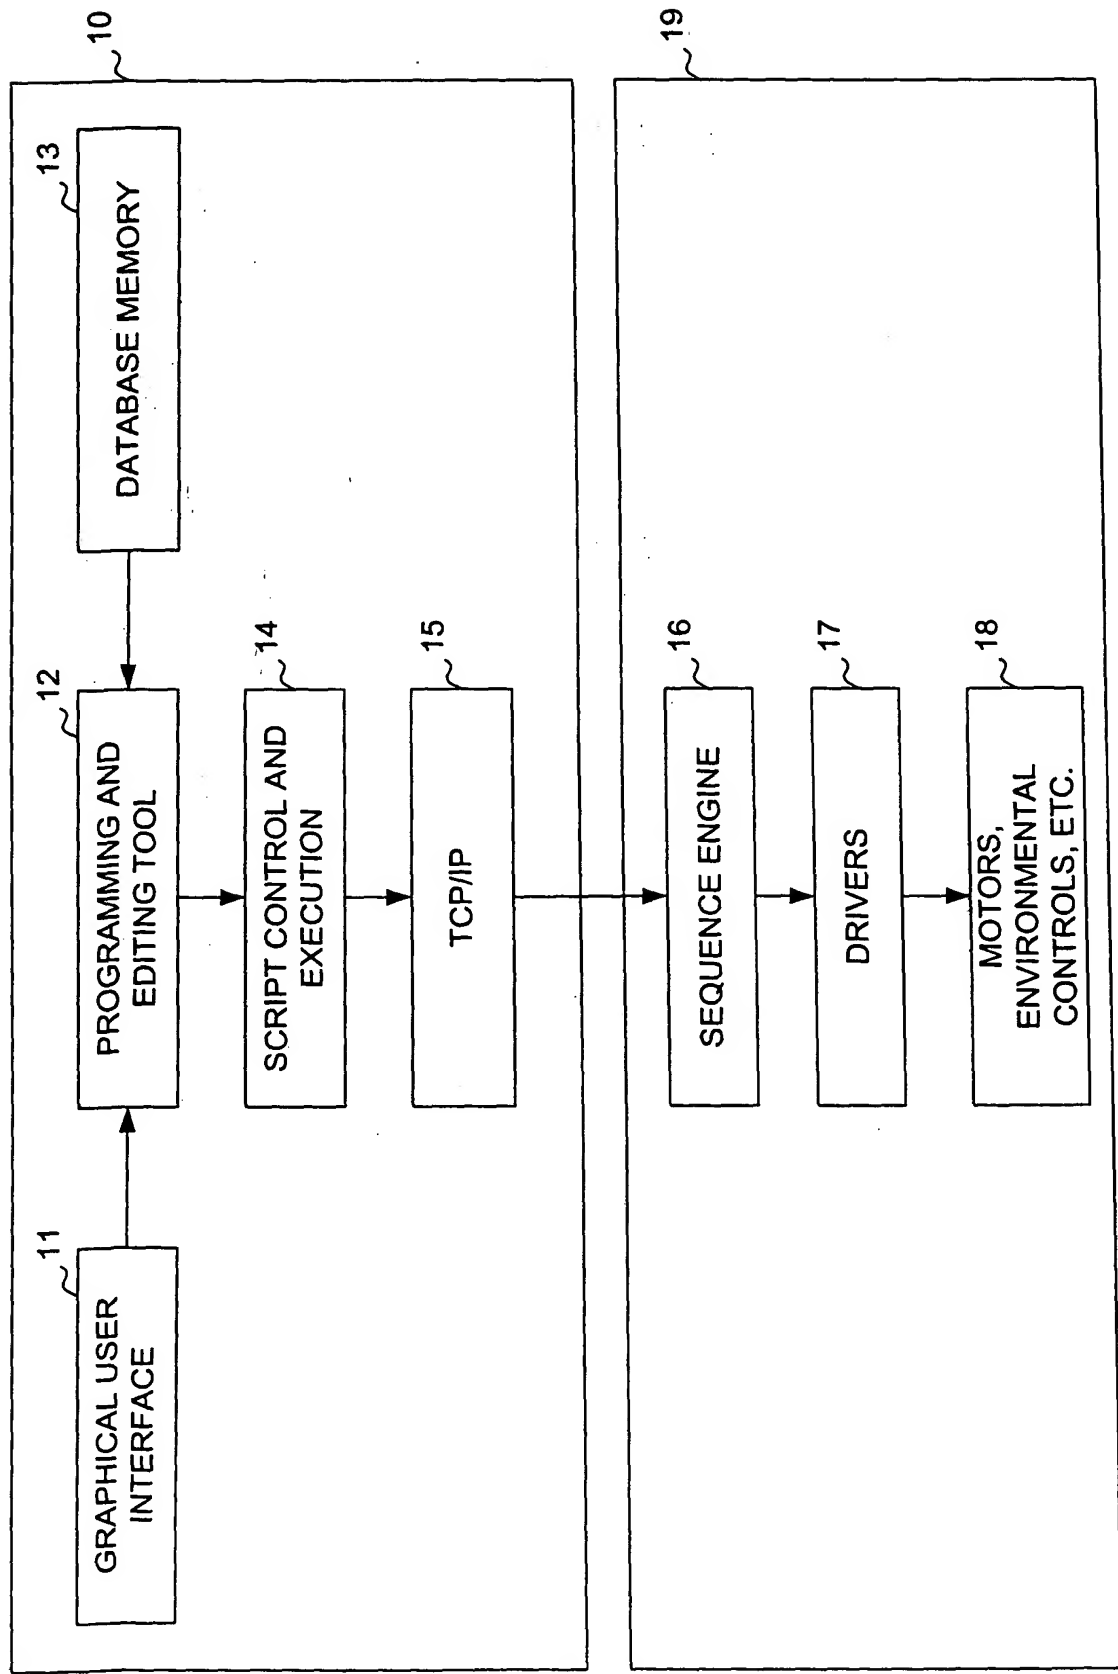 10
GRAPHICAL USER
INTERFACE
11
PROGRAMMING AND
EDITING TOOL
12
DATABASE MEMORY
13
SCRIPT CONTROL AND
EXECUTION
14
TCP/IP
15
19
SEQUENCE ENGINE
16
DRIVERS
17
MOTORS,
ENVIRONMENTAL
CONTROLS, ETC.
18